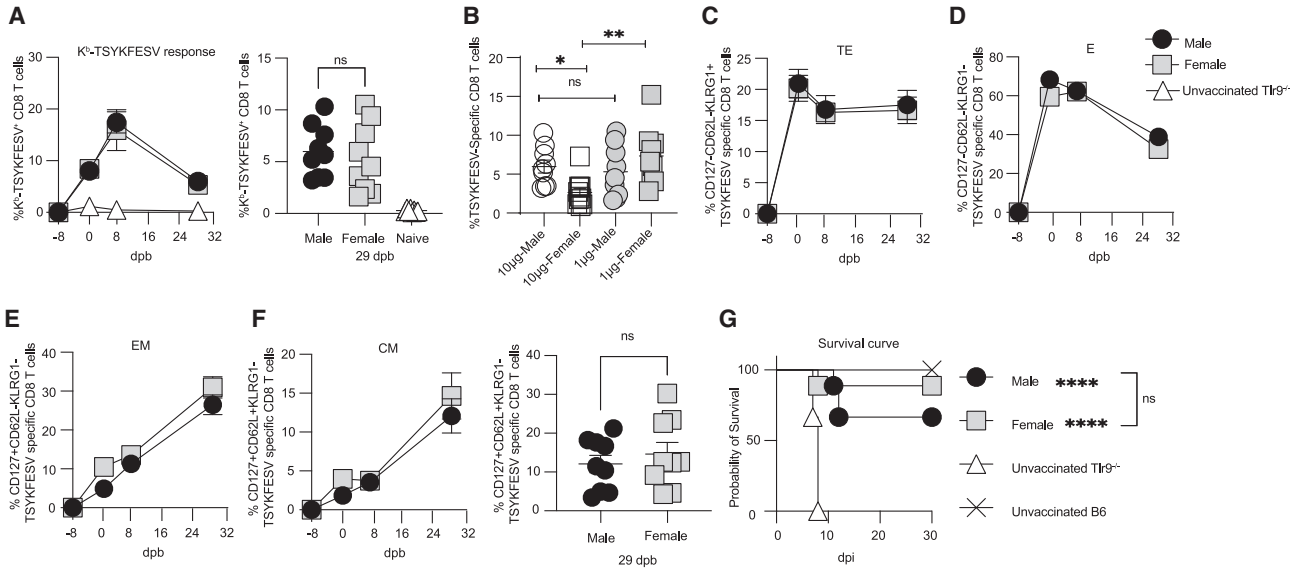 A
Kᵇ-TSYKFESV response
%Kᵇ-TSYKFESV⁺ CD8 T cells
30
20
10
0
-8 0 8 16 24 32
dpb
%Kᵇ-TSYKFESV⁺ CD8 T cells
15
10
5
0
ns
Male Female Naive
29 dpb
B
%TSYKFESV-Specific CD8 T cells
20
15
10
5
0
**
*
ns
10µg-Male
10µg-Female
1µg-Male
1µg-Female
C
TE
% CD127-CD62L-KLRG1+
TSYKFESV specific CD8 T cells
25
20
15
10
5
0
-8 0 8 16 24 32
dpb
D
E
% CD127-CD62L-KLRG1-
TSYKFESV specific CD8 T cells
80
60
40
20
0
-8 0 8 16 24 32
dpb
Male
Female
Unvaccinated Tlr9⁻/⁻
E
EM
% CD127+CD62L-KLRG1-
TSYKFESV specific CD8 T cells
40
30
20
10
0
-8 0 8 16 24 32
dpb
F
CM
% CD127+CD62L+KLRG1-
TSYKFESV specific CD8 T cells
20
15
10
5
0
-8 0 8 16 24 32
dpb
% CD127+CD62L+KLRG1-
TSYKFESV specific CD8 T cells
40
30
20
10
0
ns
Male Female
29 dpb
G
Survival curve
Probability of Survival
100
50
0
0 10 20 30
dpi
Male ****
Female ****
ns
Unvaccinated Tlr9⁻/⁻
Unvaccinated B6